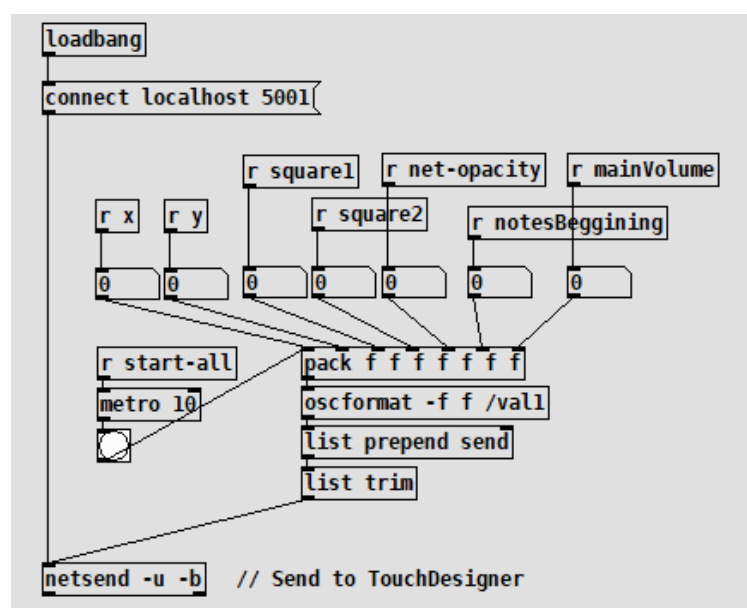 loadbang
connect localhost 5001
r square1
r net-opacity
r mainVolume
r x
r y
r square2
r notesBeggining
0
0
0
0
0
0
0
r start-all
pack f f f f f f f
metro 10
oscformat -f f /val1
list prepend send
list trim
netsend -u -b
// Send to TouchDesigner